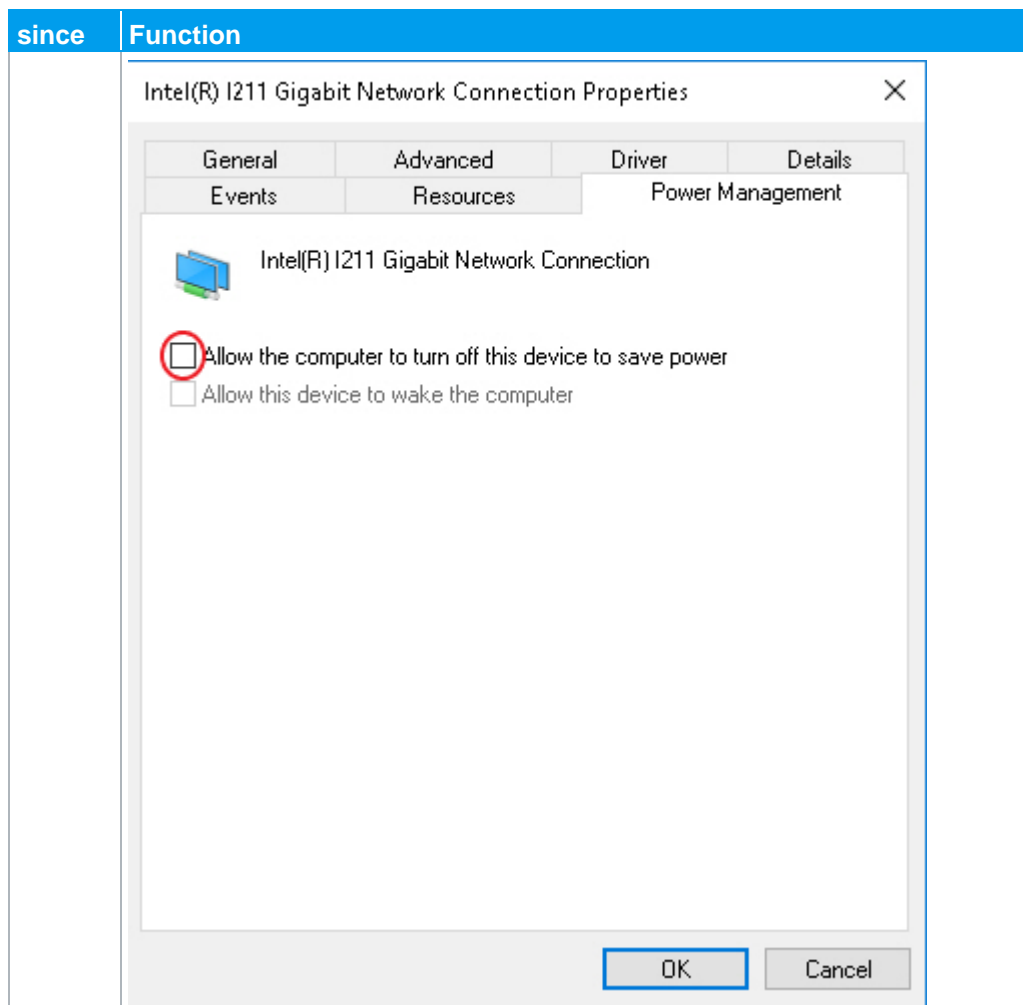 since Function
Intel(R) I211 Gigabit Network Connection Properties
General Advanced Driver Details
Events Resources Power Management
Intel(R) I211 Gigabit Network Connection
Allow the computer to turn off this device to save power
Allow this device to wake the computer
OK Cancel